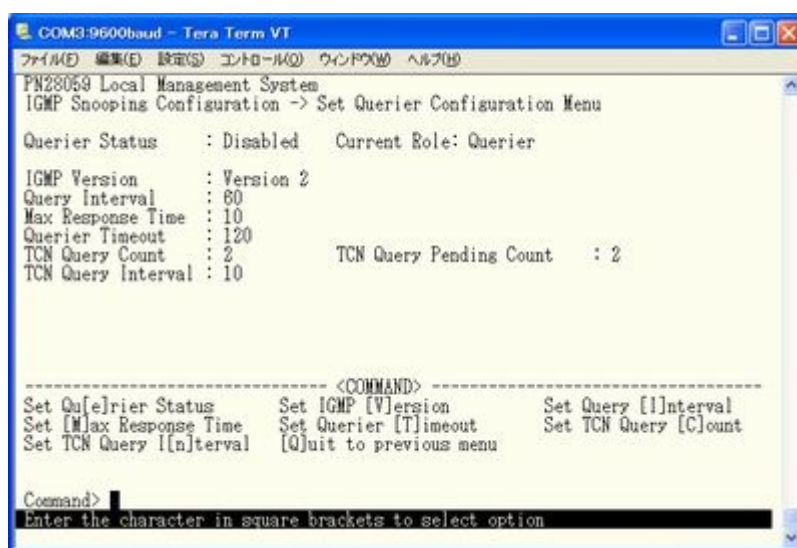 COM3:9600baud - Tera Term VT
ファイル(F) 編集(E) 設定(S) コントロール(O) ウィンドウ(W) ヘルプ(H)
PN28059 Local Management System
IGMP Snooping Configuration -> Set Querier Configuration Menu
Querier Status : Disabled Current Role: Querier
IGMP Version : Version 2
Query Interval : 60
Max Response Time : 10
Querier Timeout : 120
TCN Query Count : 2 TCN Query Pending Count : 2
TCN Query Interval : 10
-------------------------------- <COMMAND> -----------------------------------
Set Qu[e]rier Status Set IGMP [V]ersion Set Query [I]nterval
Set [M]ax Response Time Set Querier [T]imeout Set TCN Query [C]ount
Set TCN Query I[n]terval [Q]uit to previous menu
Command>
Enter the character in square brackets to select option